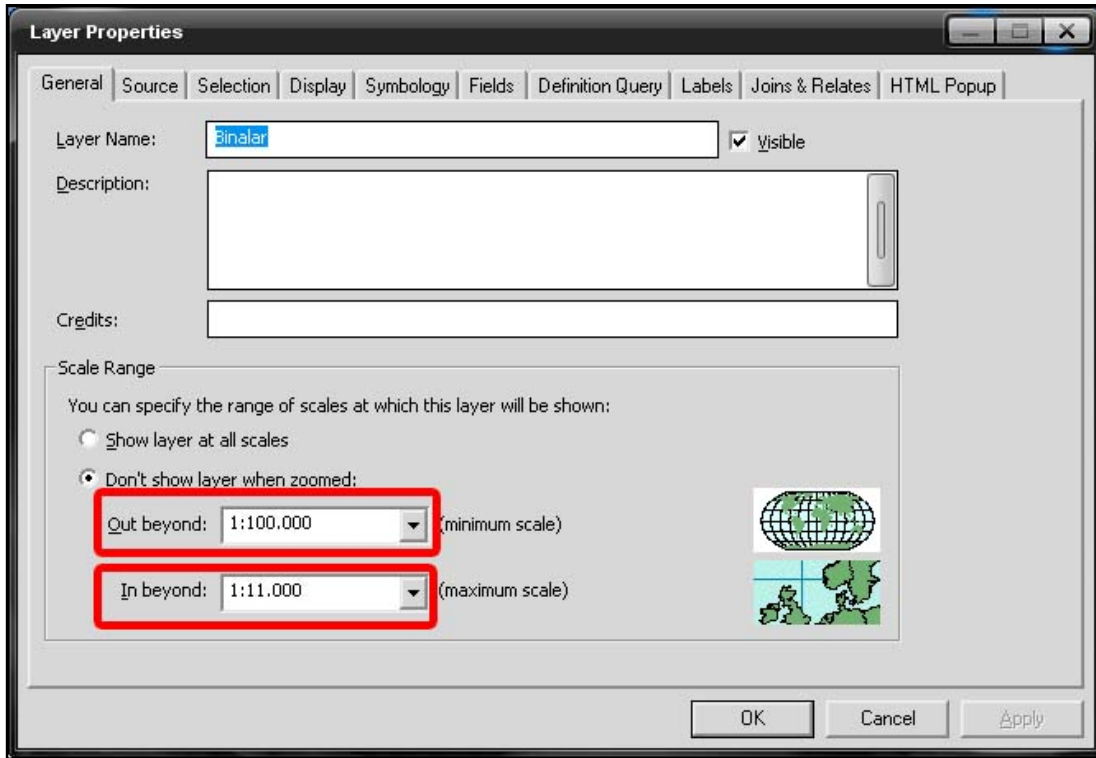 Layer Properties
General Source Selection Display Symbology Fields Definition Query Labels Joins & Relates HTML Popup
Layer Name: Binalar Visible
Description:
Credits:
Scale Range
You can specify the range of scales at which this layer will be shown:
Show layer at all scales
Don't show layer when zoomed:
Out beyond: 1:100.000 (minimum scale)
In beyond: 1:11.000 (maximum scale)
OK Cancel Apply